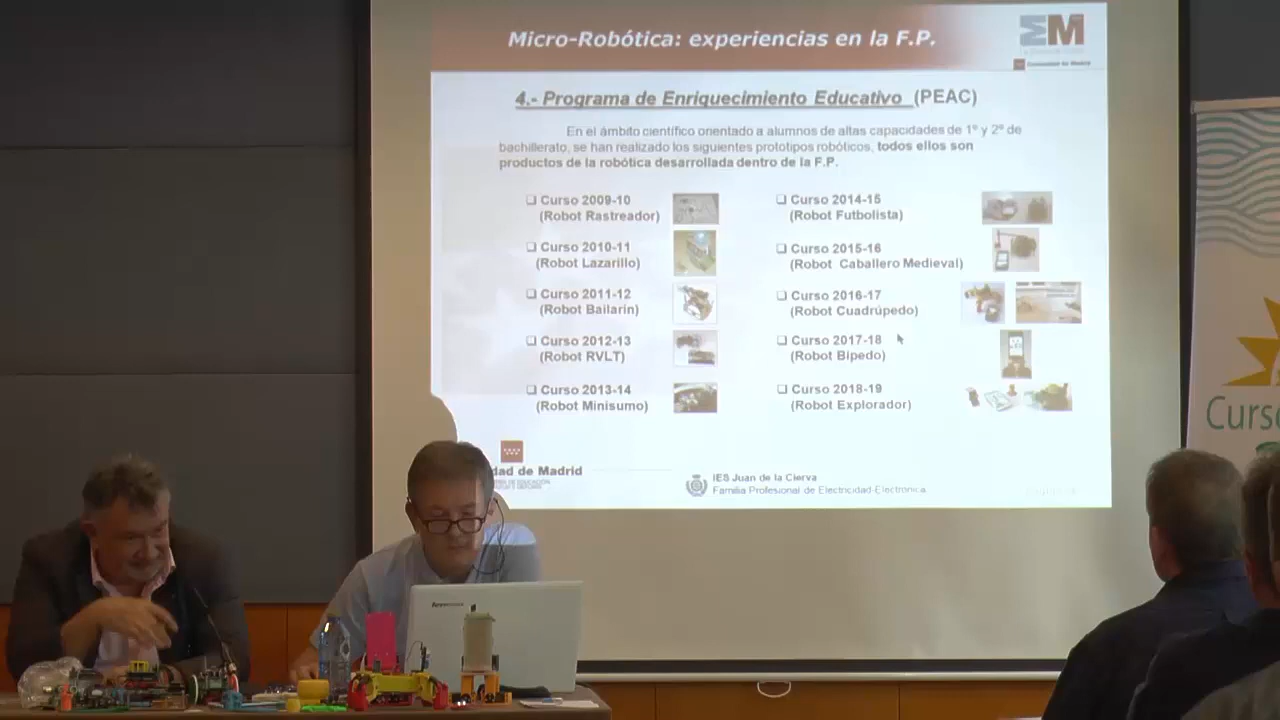 Micro-Robótica: experiencias en la F.P.
EM
Comunidad de Madrid
4.- Programa de Enriquecimiento Educativo (PEAC)
En el ámbito científico orientado a alumnos de altas capacidades de 1º y 2º de
bachillerato, se han realizado los siguientes prototipos robóticos, todos ellos son
productos de la robótica desarrollada dentro de la F.P.
Curso 2009-10
(Robot Rastreador)
Curso 2010-11
(Robot Lazarillo)
Curso 2011-12
(Robot Bailarín)
Curso 2012-13
(Robot RVLT)
Curso 2013-14
(Robot Minisumo)
Curso 2014-15
(Robot Futbolista)
Curso 2015-16
(Robot Caballero Medieval)
Curso 2016-17
(Robot Cuadrúpedo)
Curso 2017-18
(Robot Bípedo)
Curso 2018-19
(Robot Explorador)
dad de Madrid
IES Juan de la Cierva
Familia Profesional de Electricidad-Electrónica
Curs